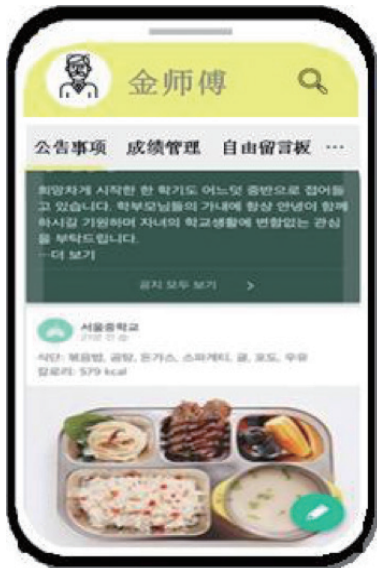 金师傅
公告事项 成绩管理 自由留言板 ···
희망차게 시작한 한 학기도 어느덧 중반으로 접어들
고 있습니다. 학부모님들의 가내에 항상 안녕이 함께
하시길 기원하며 자녀의 학교생활에 변함없는 관심
을 부탁드립니다.
···더 보기
공지 모두 보기 >
서울중학교
식단: 볶음밥, 곰탕, 돈가스, 스파게티, 귤, 포도, 우유
칼로리: 579 kcal